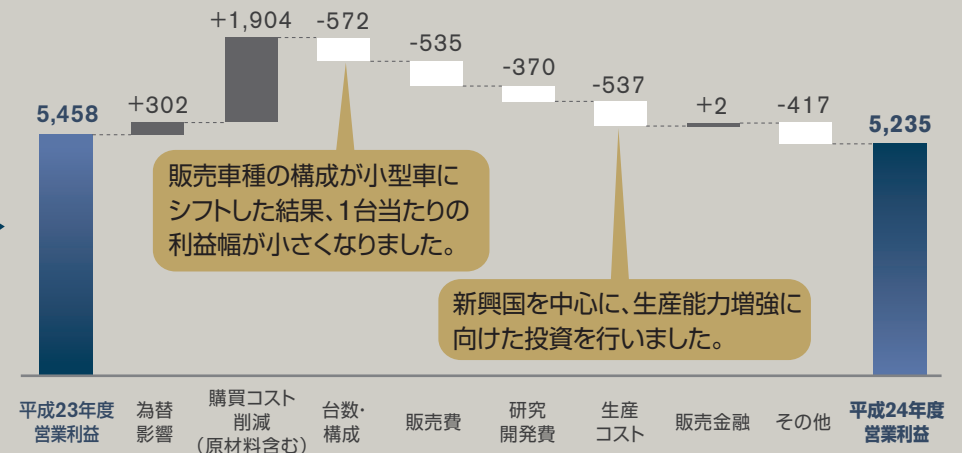 +1,904
-572
-535
-370
-537
+2
-417
+302
5,458
5,235
販売車種の構成が小型車に
シフトした結果、1台当たりの
利益幅が小さくなりました。
新興国を中心に、生産能力増強に
向けた投資を行いました。
平成23年度
営業利益
為替
影響
購買コスト
削減
(原材料含む)
台数・
構成
販売費
研究
開発費
生産
コスト
販売金融
その他
平成24年度
営業利益